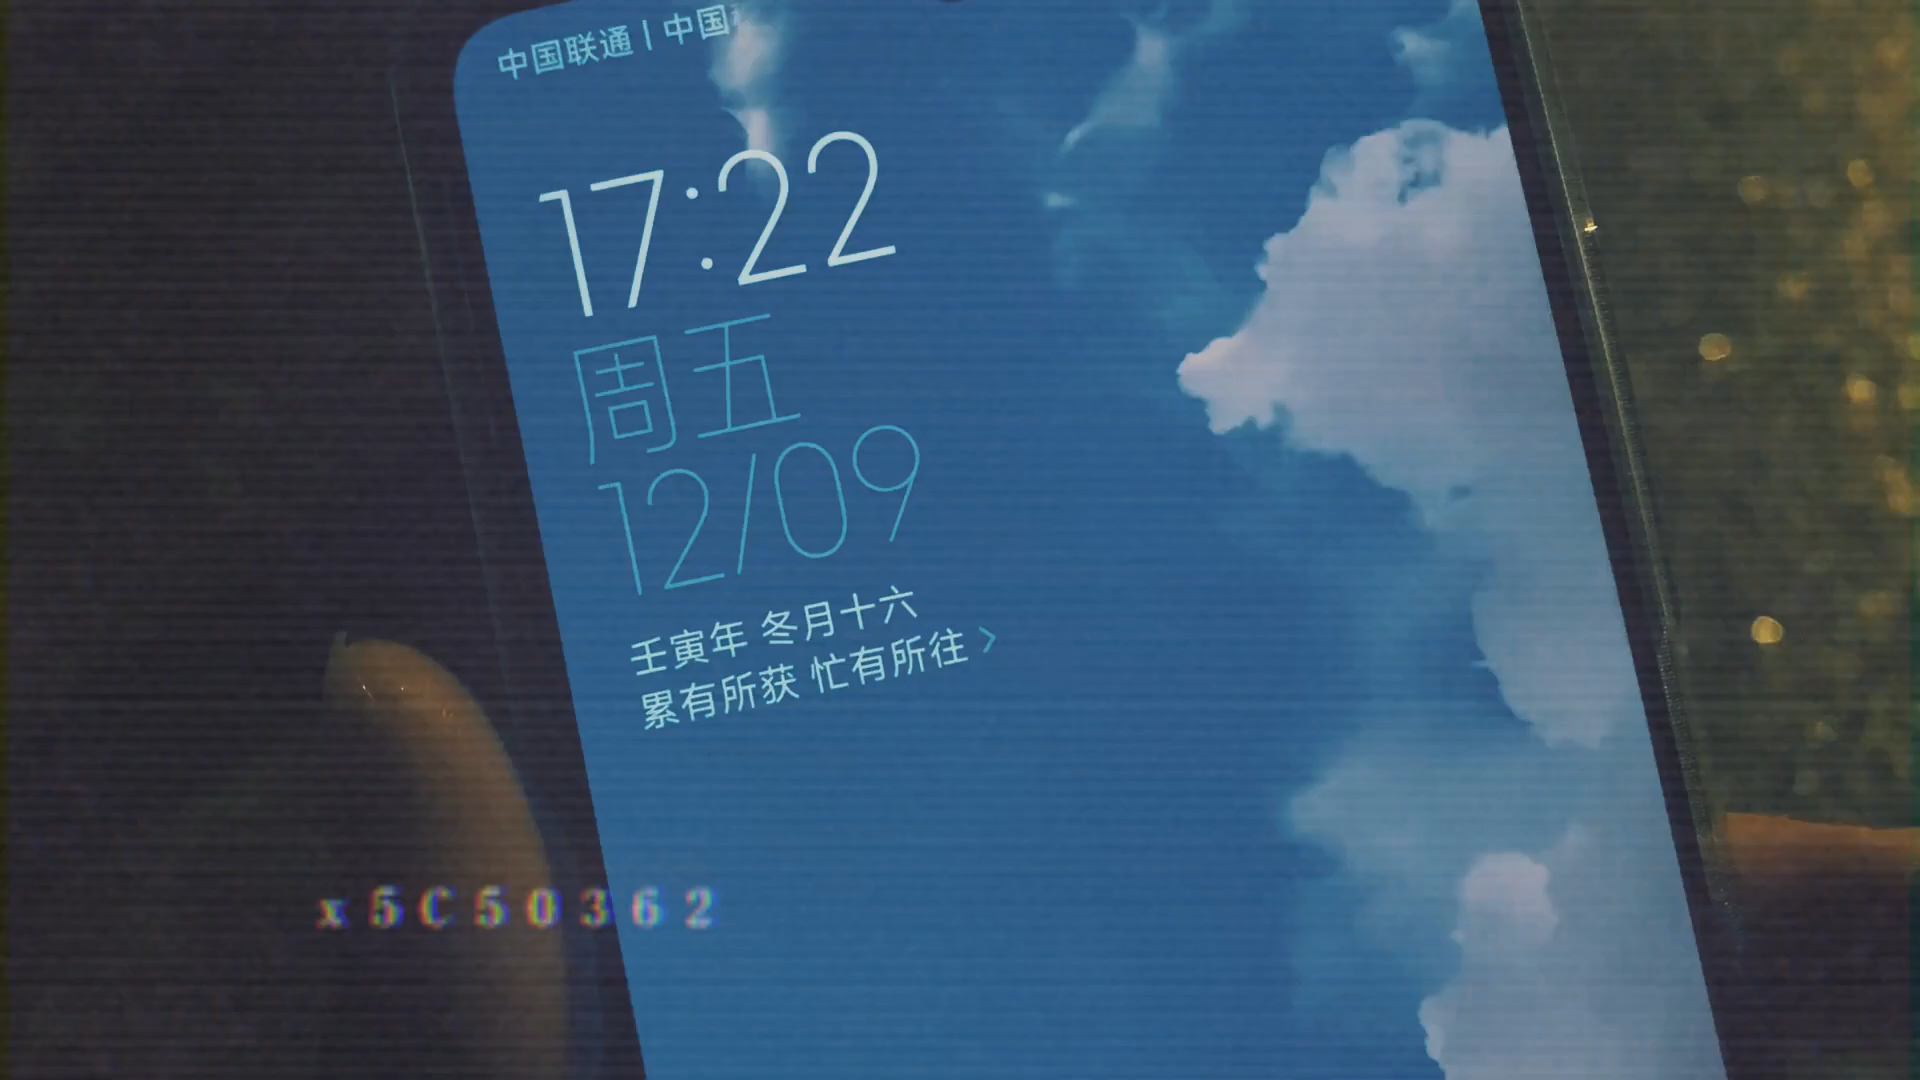 中国联通 | 中国
17:22
周五
12/09
壬寅年 冬月十六
累有所获 忙有所往 >
x5C50362